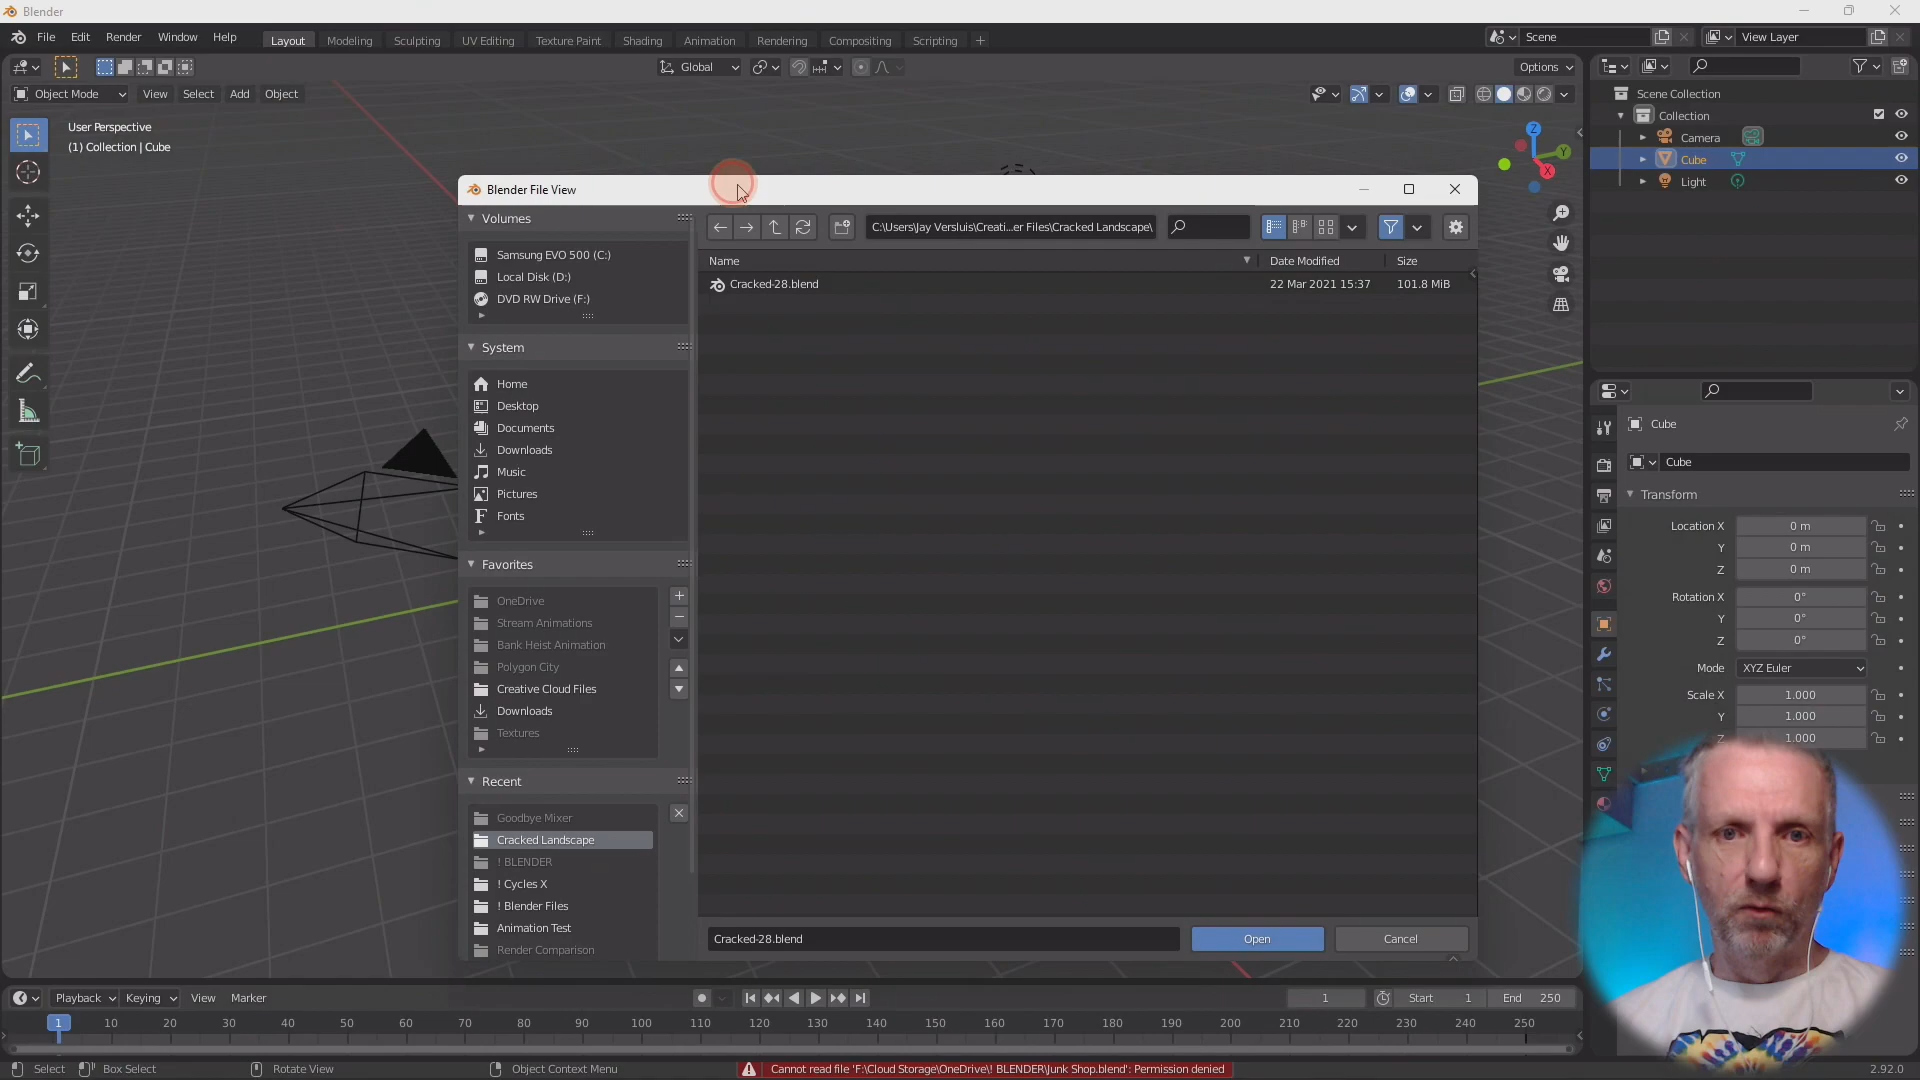 Blender
File Edit Render Window Help Layout Modeling Sculpting UV Editing Texture Paint Shading Animation Rendering Compositing Scripting + Scene View Layer
Global Options
Object Mode View Select Add Object
Scene Collection
Collection
Camera
Cube
Light
User Perspective
(1) Collection | Cube
Z
Y
X
Blender File View
Volumes
Samsung EVO 500 (C:)
Local Disk (D:)
DVD RW Drive (F:)
System
Home
Desktop
Documents
Downloads
Music
Pictures
Fonts
Favorites
OneDrive
Stream Animations
Bank Heist Animation
Polygon City
Creative Cloud Files
Downloads
Textures
Recent
Goodbye Mixer
Cracked Landscape
! BLENDER
! Cycles X
! Blender Files
Animation Test
Render Comparison
C:\Users\Jay Versluis\Creati...er Files\Cracked Landscape\
Name Date Modified Size
Cracked-28.blend 22 Mar 2021 15:37 101.8 MiB
Cracked-28.blend Open Cancel
Cube
Cube
Transform
Location X 0 m
Y 0 m
Z 0 m
Rotation X 0°
Y 0°
Z 0°
Mode XYZ Euler
Scale X 1.000
Y 1.000
Z 1.000
Playback Keying View Marker 1 Start 1 End 250
1 10 20 30 40 50 60 70 80 90 100 110 120 130 140 150 160 170 180 190 200 210 220 230 240 250
Select Box Select Rotate View Object Context Menu Cannot read file 'F:\Cloud Storage\OneDrive\! BLENDER\Junk Shop.blend': Permission denied 2.92.0